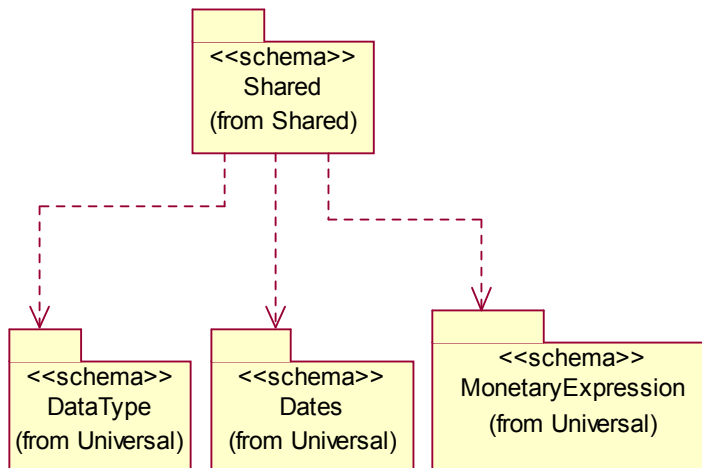 <<schema>>
Shared
(from Shared)
<<schema>>
DataType
(from Universal)
<<schema>>
Dates
(from Universal)
<<schema>>
MonetaryExpression
(from Universal)